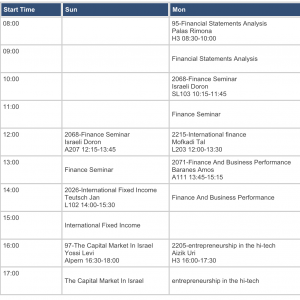 Start Time Sun Mon
08:00 95-Financial Statements Analysis
Palas Rimona
H3 08:30-10:00
09:00 Financial Statements Analysis
10:00 2068-Finance Seminar
Israeli Doron
SL103 10:15-11:45
11:00 Finance Seminar
12:00 2068-Finance Seminar 2215-International finance
Israeli Doron Mofkadi Tal
A207 12:15-13:45 L203 12:00-13:30
13:00 Finance Seminar 2071-Finance And Business Performance
Baranes Amos
A111 13:45-15:15
14:00 2026-International Fixed Income Finance And Business Performance
Teutsch Jan
L102 14:00-15:30
15:00 International Fixed Income
16:00 97-The Capital Market In Israel 2205-entrepreneurship in the hi-tech
Yossi Levi Aizik Uri
Alpern 16:30-18:00 H3 16:00-17:30
17:00 The Capital Market In Israel entrepreneurship in the hi-tech